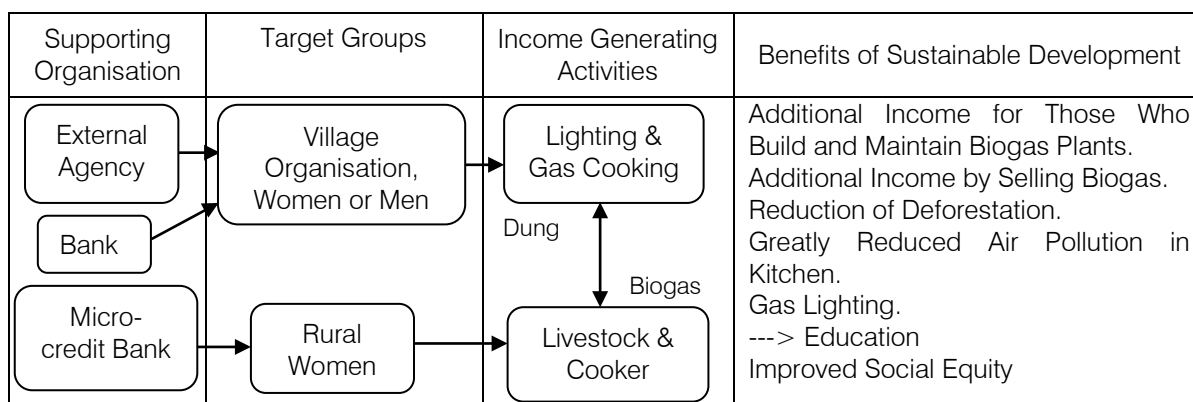 Supporting
Organisation
Target Groups
Income Generating
Activities
Benefits of Sustainable Development
External
Agency
Bank
Micro-
credit Bank
Village
Organisation,
Women or Men
Rural
Women
Lighting &
Gas Cooking
Dung
Biogas
Livestock &
Cooker
Additional Income for Those Who
Build and Maintain Biogas Plants.
Additional Income by Selling Biogas.
Reduction of Deforestation.
Greatly Reduced Air Pollution in
Kitchen.
Gas Lighting.
---> Education
Improved Social Equity